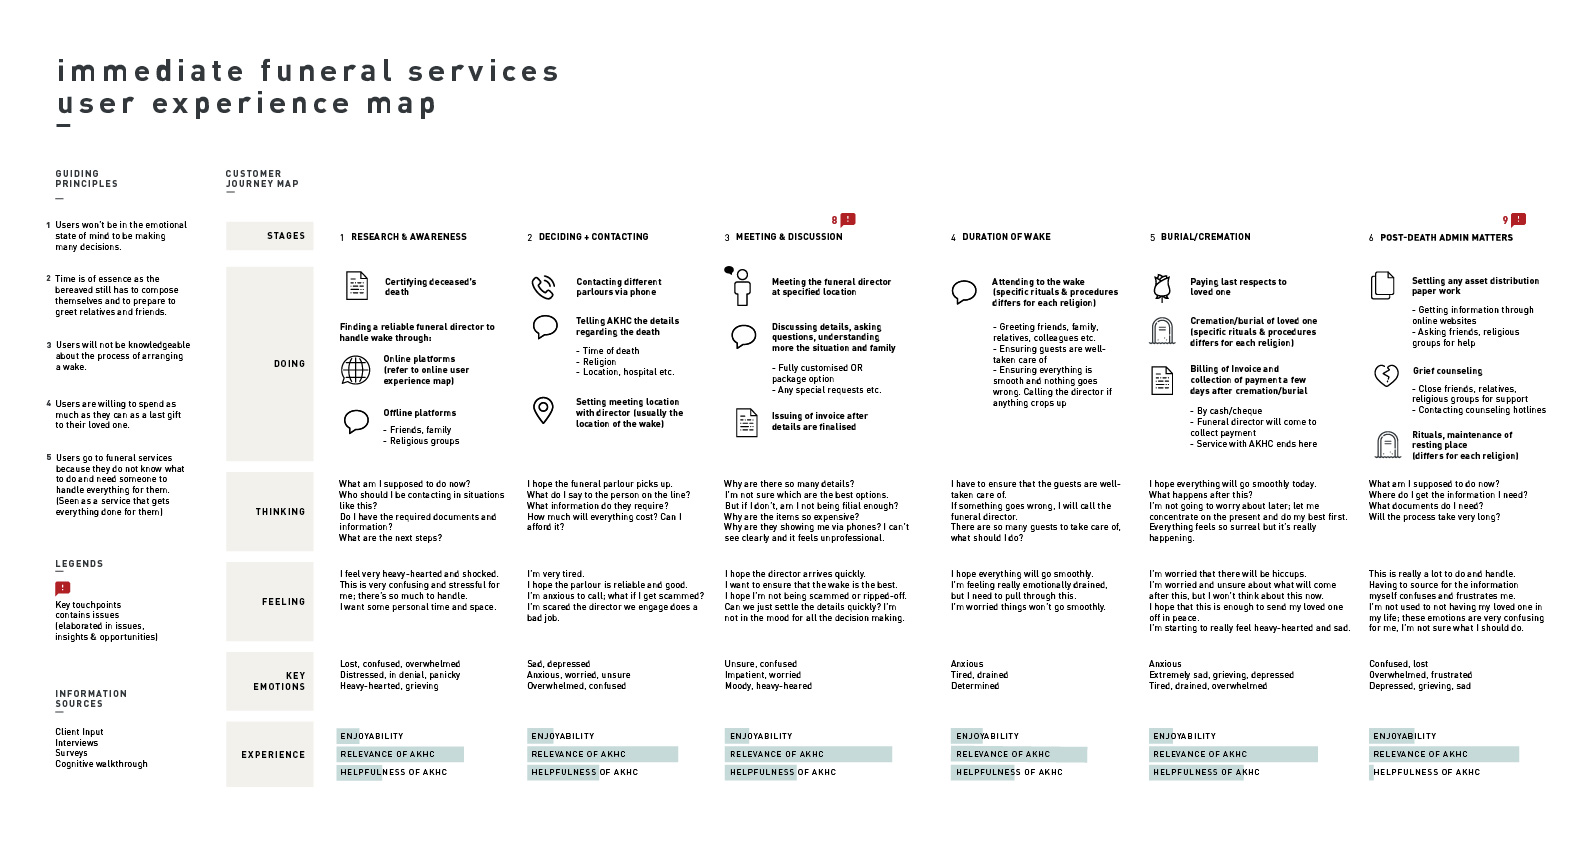 immediate funeral services
user experience map
GUIDING
PRINCIPLES
1 Users won't be in the emotional
state of mind to be making
many decisions.
2 Time is of essence as the
bereaved still has to compose
themselves and to prepare to
greet relatives and friends.
3 Users will not be knowledgeable
about the process of arranging
a wake.
4 Users are willing to spend as
much as they can as a last gift
to their loved one.
5 Users go to funeral services
because they do not know what
to do and need someone to
handle everything for them.
(Seen as a service that gets
everything done for them)
LEGENDS
!
Key touchpoints
contains issues
(elaborated in issues,
insights & opportunities)
INFORMATION
SOURCES
Client Input
Interviews
Surveys
Cognitive walkthrough
CUSTOMER
JOURNEY MAP
STAGES
1 RESEARCH & AWARENESS
2 DECIDING + CONTACTING
8 !
3 MEETING & DISCUSSION
4 DURATION OF WAKE
5 BURIAL/CREMATION
9 !
6 POST-DEATH ADMIN MATTERS
DOING
Certifying deceased's
death
Finding a reliable funeral director to
handle wake through:
Online platforms
(refer to online user
experience map)
Offline platforms
- Friends, family
- Religious groups
Contacting different
parlours via phone
Telling AKHC the details
regarding the death
- Time of death
- Religion
- Location, hospital etc.
Setting meeting location
with director (usually the
location of the wake)
Meeting the funeral director
at specified location
Discussing details, asking
questions, understanding
more the situation and family
- Fully customised OR
package option
- Any special requests etc.
Issuing of invoice after
details are finalised
Attending to the wake
(specific rituals & procedures
differs for each religion)
- Greeting friends, family,
relatives, colleagues etc.
- Ensuring guests are well-
taken care of
- Ensuring everything is
smooth and nothing goes
wrong. Calling the director if
anything crops up
Paying last respects to
loved one
Cremation/burial of loved one
(specific rituals & procedures
differs for each religion)
Billing of Invoice and
collection of payment a few
days after cremation/burial
- By cash/cheque
- Funeral director will come to
collect payment
- Service with AKHC ends here
Settling any asset distribution
paper work
- Getting information through
online websites
- Asking friends, religious
groups for help
Grief counseling
- Close friends, relatives,
religious groups for support
- Contacting counseling hotlines
Rituals, maintenance of
resting place
(differs for each religion)
THINKING
What am I supposed to do now?
Who should I be contacting in situations
like this?
Do I have the required documents and
information?
What are the next steps?
I hope the funeral parlour picks up.
What do I say to the person on the line?
What information do they require?
How much will everything cost? Can I
afford it?
Why are there so many details?
I'm not sure which are the best options.
But if I don't, am I not being filial enough?
Why are the items so expensive?
Why are they showing me via phones? I can't
see clearly and it feels unprofessional.
I have to ensure that the guests are well-
taken care of.
If something goes wrong, I will call the
funeral director.
There are so many guests to take care of,
what should I do?
I hope everything will go smoothly today.
What happens after this?
I'm not going to worry about later; let me
concentrate on the present and do my best first.
Everything feels so surreal but it's really
happening.
What am I supposed to do now?
Where do I get the information I need?
What documents do I need?
Will the process take very long?
FEELING
I feel very heavy-hearted and shocked.
This is very confusing and stressful for
me; there's so much to handle.
I want some personal time and space.
I'm very tired.
I hope the parlour is reliable and good.
I'm anxious to call; what if I get scammed?
I'm scared the director we engage does a
bad job.
I hope the director arrives quickly.
I want to ensure that the wake is the best.
I hope I'm not being scammed or ripped-off.
Can we just settle the details quickly? I'm
not in the mood for all the decision making.
I hope everything will go smoothly.
I'm feeling really emotionally drained,
but I need to pull through this.
I'm worried things won't go smoothly.
I'm worried that there will be hiccups.
I'm worried and unsure about what will come
after this, but I won't think about this now.
I hope that this is enough to send my loved one
off in peace.
I'm starting to really feel heavy-hearted and sad.
This is really a lot to do and handle.
Having to source for the information
myself confuses and frustrates me.
I'm not used to not having my loved one in
my life; these emotions are very confusing
for me, I'm not sure what I should do.
KEY
EMOTIONS
Lost, confused, overwhelmed
Distressed, in denial, panicky
Heavy-hearted, grieving
Sad, depressed
Anxious, worried, unsure
Overwhelmed, confused
Unsure, confused
Impatient, worried
Moody, heavy-heared
Anxious
Tired, drained
Determined
Anxious
Extremely sad, grieving, depressed
Tired, drained, overwhelmed
Confused, lost
Overwhelmed, frustrated
Depressed, grieving, sad
EXPERIENCE
ENJOYABILITY
RELEVANCE OF AKHC
HELPFULNESS OF AKHC
ENJOYABILITY
RELEVANCE OF AKHC
HELPFULNESS OF AKHC
ENJOYABILITY
RELEVANCE OF AKHC
HELPFULNESS OF AKHC
ENJOYABILITY
RELEVANCE OF AKHC
HELPFULNESS OF AKHC
ENJOYABILITY
RELEVANCE OF AKHC
HELPFULNESS OF AKHC
ENJOYABILITY
RELEVANCE OF AKHC
HELPFULNESS OF AKHC